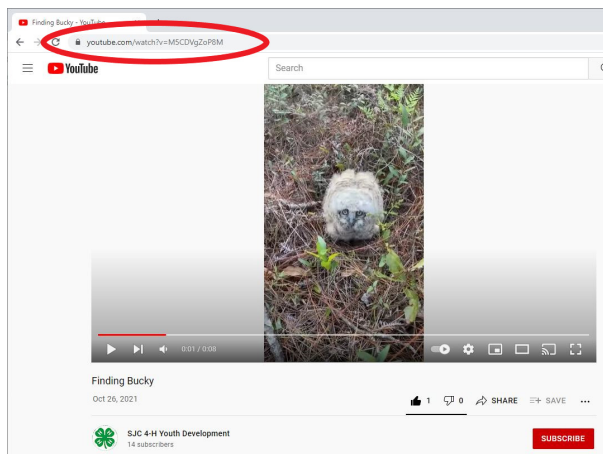 Finding Bucky - YouTube
youtube.com/watch?v=M5CDVgZoP8M
YouTube
Search
0:01 / 0:08
Finding Bucky
Oct 26, 2021
1
0
SHARE
SAVE
SJC 4-H Youth Development
14 subscribers
SUBSCRIBE